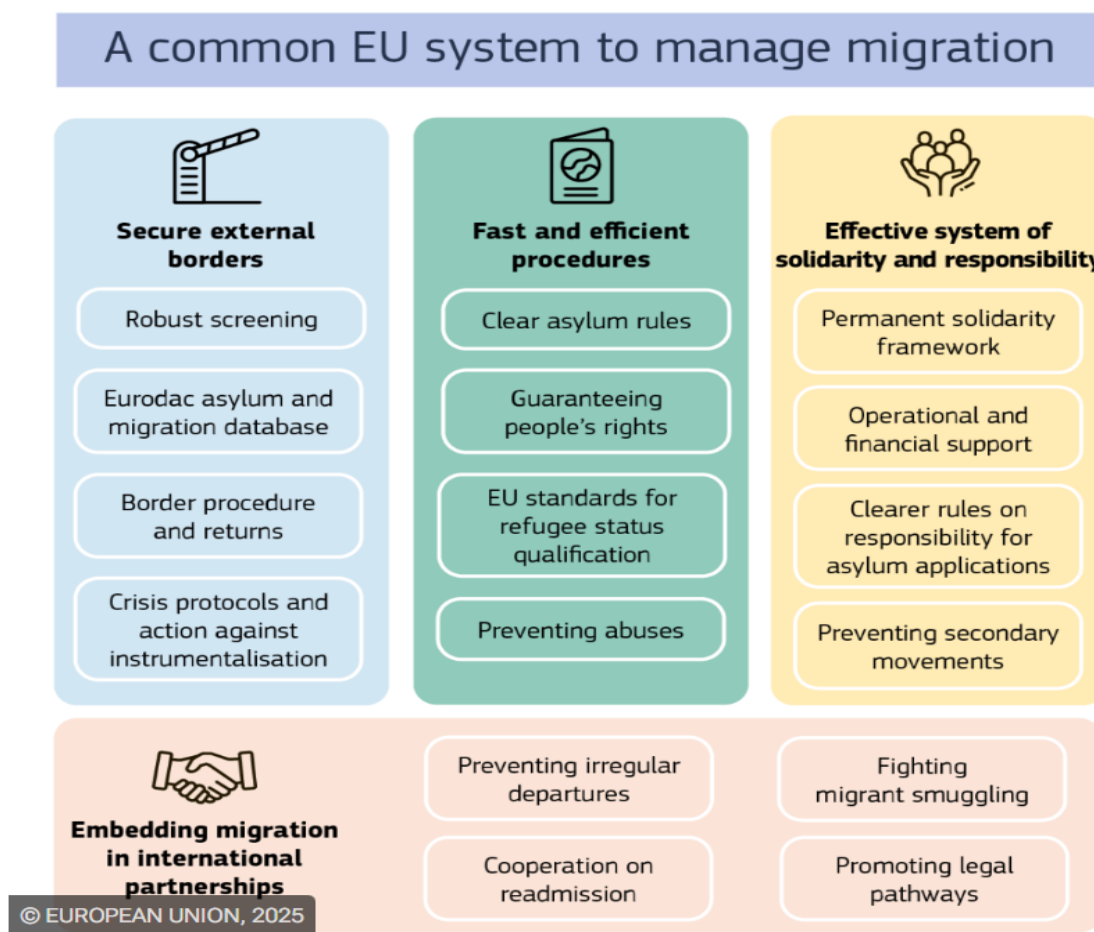 A common EU system to manage migration
Secure external
borders
Robust screening
Eurodac asylum and
migration database
Border procedure
and returns
Crisis protocols and
action against
instrumentalisation
Fast and efficient
procedures
Clear asylum rules
Guaranteeing
people’s rights
EU standards for
refugee status
qualification
Preventing abuses
Effective system of
solidarity and responsibility
Permanent solidarity
framework
Operational and
financial support
Clearer rules on
responsibility for
asylum applications
Preventing secondary
movements
Embedding migration
in international
partnerships
Preventing irregular
departures
Fighting
migrant smuggling
Cooperation on
readmission
Promoting legal
pathways
© EUROPEAN UNION, 2025